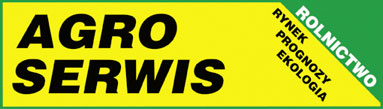 AGRO
SERWIS
ROLNICTWO
RYNEK
PROGNOZY
EKOLOGIA